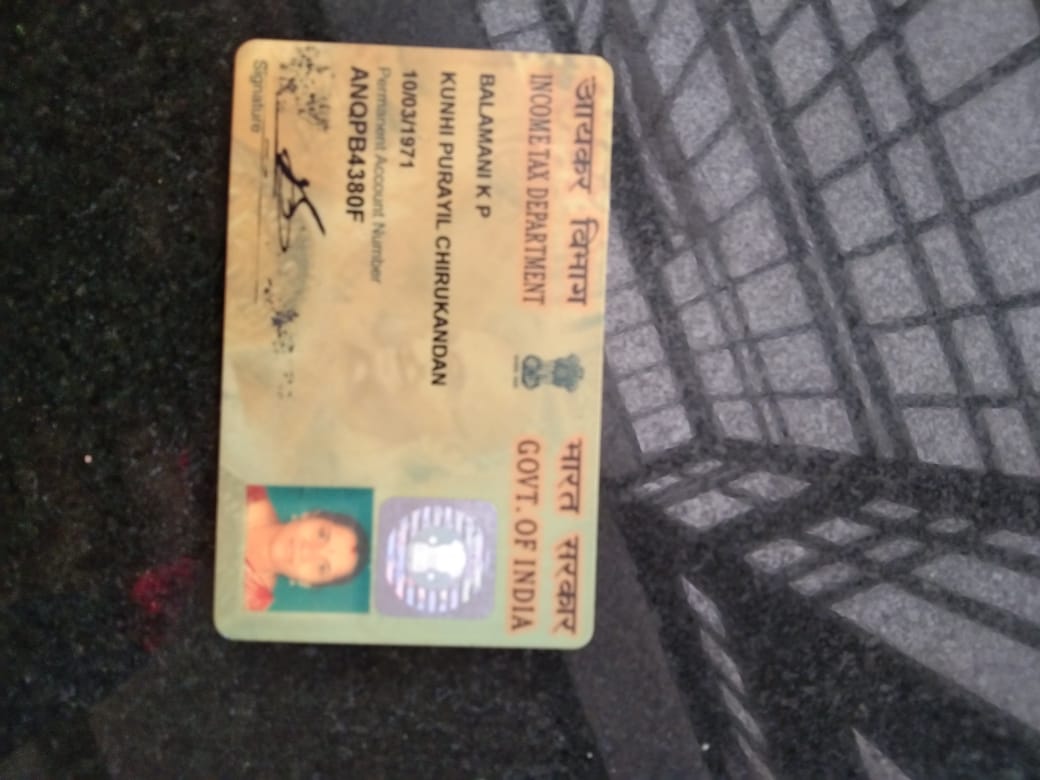 आयकर विभाग
INCOME TAX DEPARTMENT
भारत सरकार
GOVT. OF INDIA
BALAMANI K P
KUNHI PURAYIL CHIRUKANDAN
10/03/1971
Permanent Account Number
ANQPB4380F
Signature